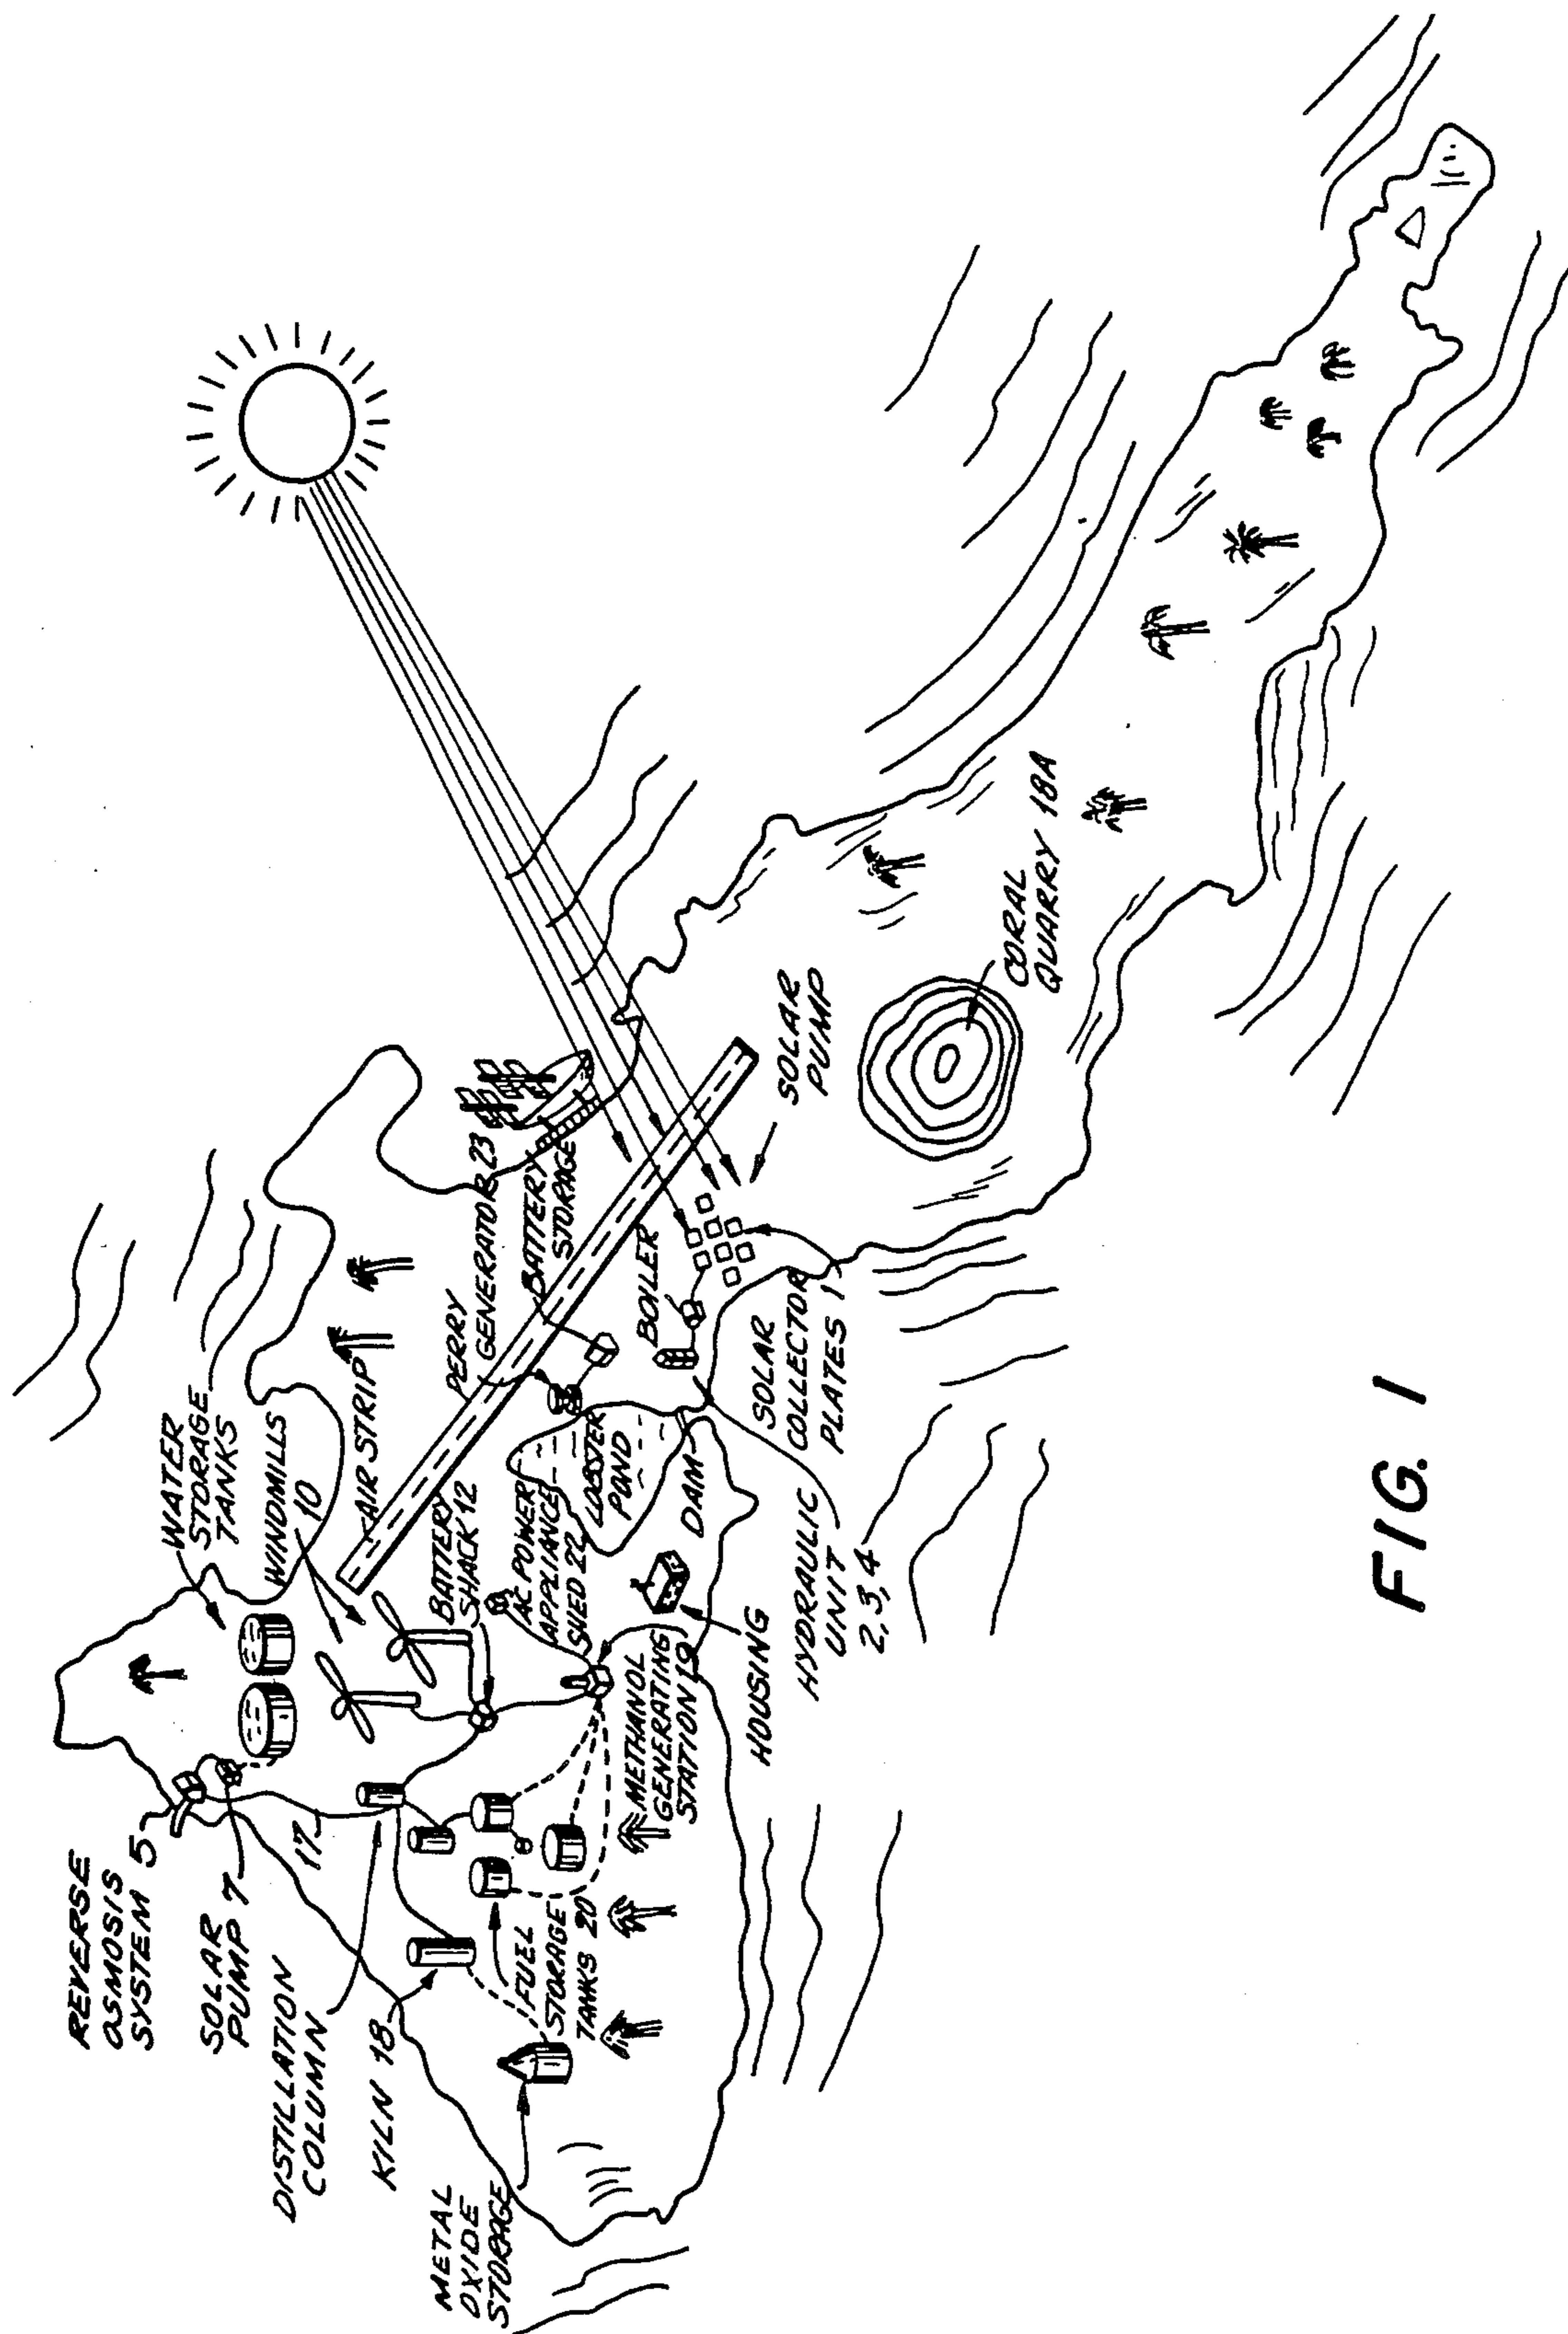 REVERSE
OSMOSIS
SYSTEM 5
SOLAR
PUMP 7
DISTILLATION
COLUMN
17
KILN 18
METAL
OXIDE
STORAGE
FUEL
STORAGE
TANKS 20
WATER
STORAGE
TANKS
WINDMILLS
10
AIR STRIP
BATTERY
SHACK 12
AC POWER
APPLIANCE
SHED 22
METHANOL
GENERATING
STATION 19
HOUSING
LOBSTER
POND
DAM
PERRY
GENERATOR 23
BATTERY
STORAGE
BOILER
HYDRAULIC
UNIT
2,3,4
SOLAR
COLLECTOR
PLATES 1
SOLAR
PUMP
CORAL
QUARRY 18A
FIG. 1